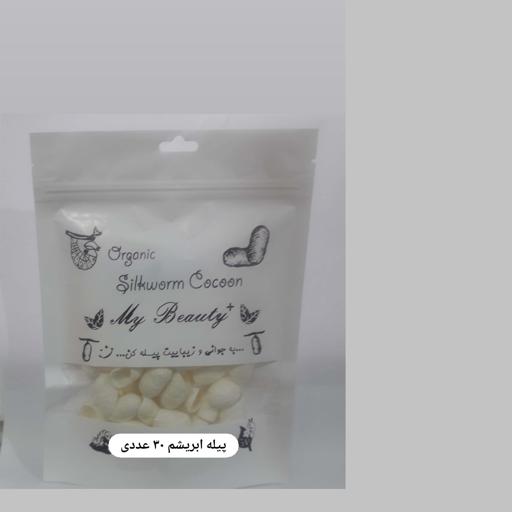 Organic
Silkworm Cocoon
My Beauty+
...به جوانی و زیباییت پیله کن...
پیله ابریشم ۳۰ عددی